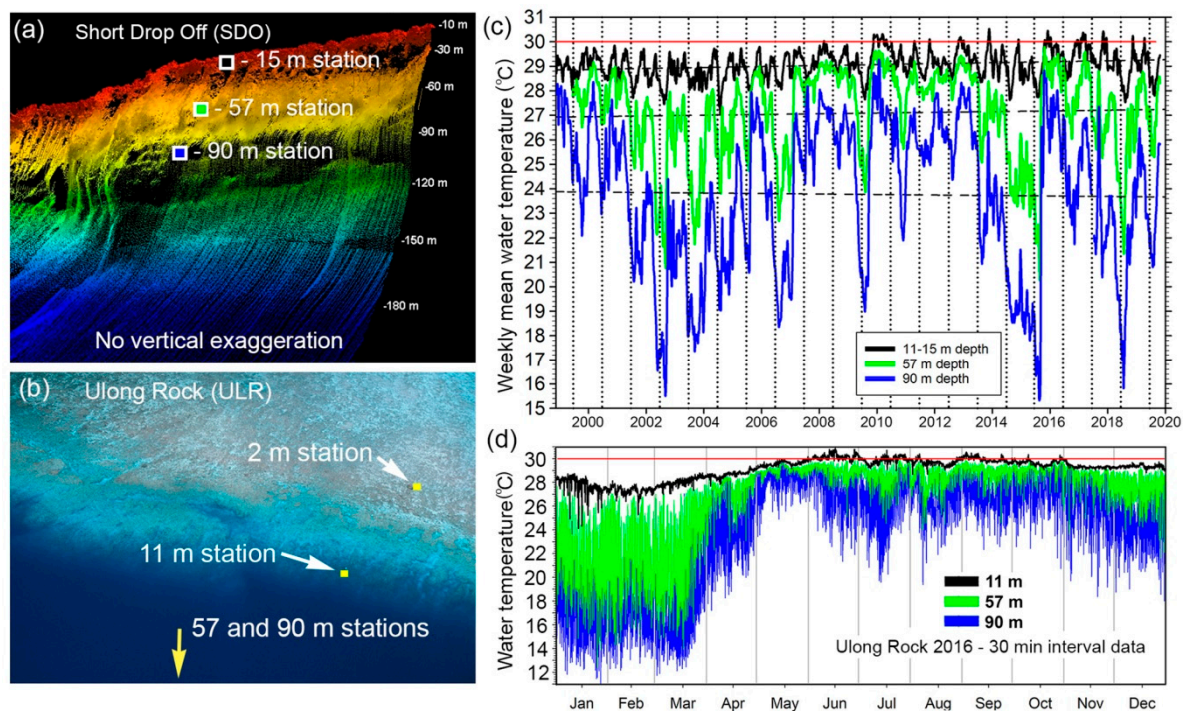 (a)
Short Drop Off (SDO)
-10 m
-30 m
-60 m
-90 m
-120 m
-150 m
-180 m
- 15 m station
- 57 m station
- 90 m station
No vertical exaggeration
(b)
Ulong Rock (ULR)
2 m station
11 m station
57 and 90 m stations
(c)
Weekly mean water temperature (°C)
31
30
29
28
27
26
25
24
23
22
21
20
19
18
17
16
15
11-15 m depth
57 m depth
90 m depth
2000 2002 2004 2006 2008 2010 2012 2014 2016 2018 2020
(d)
Water temperature (°C)
30
28
26
24
22
20
18
16
14
12
11 m
57 m
90 m
Ulong Rock 2016 - 30 min interval data
Jan Feb Mar Apr May Jun Jul Aug Sep Oct Nov Dec